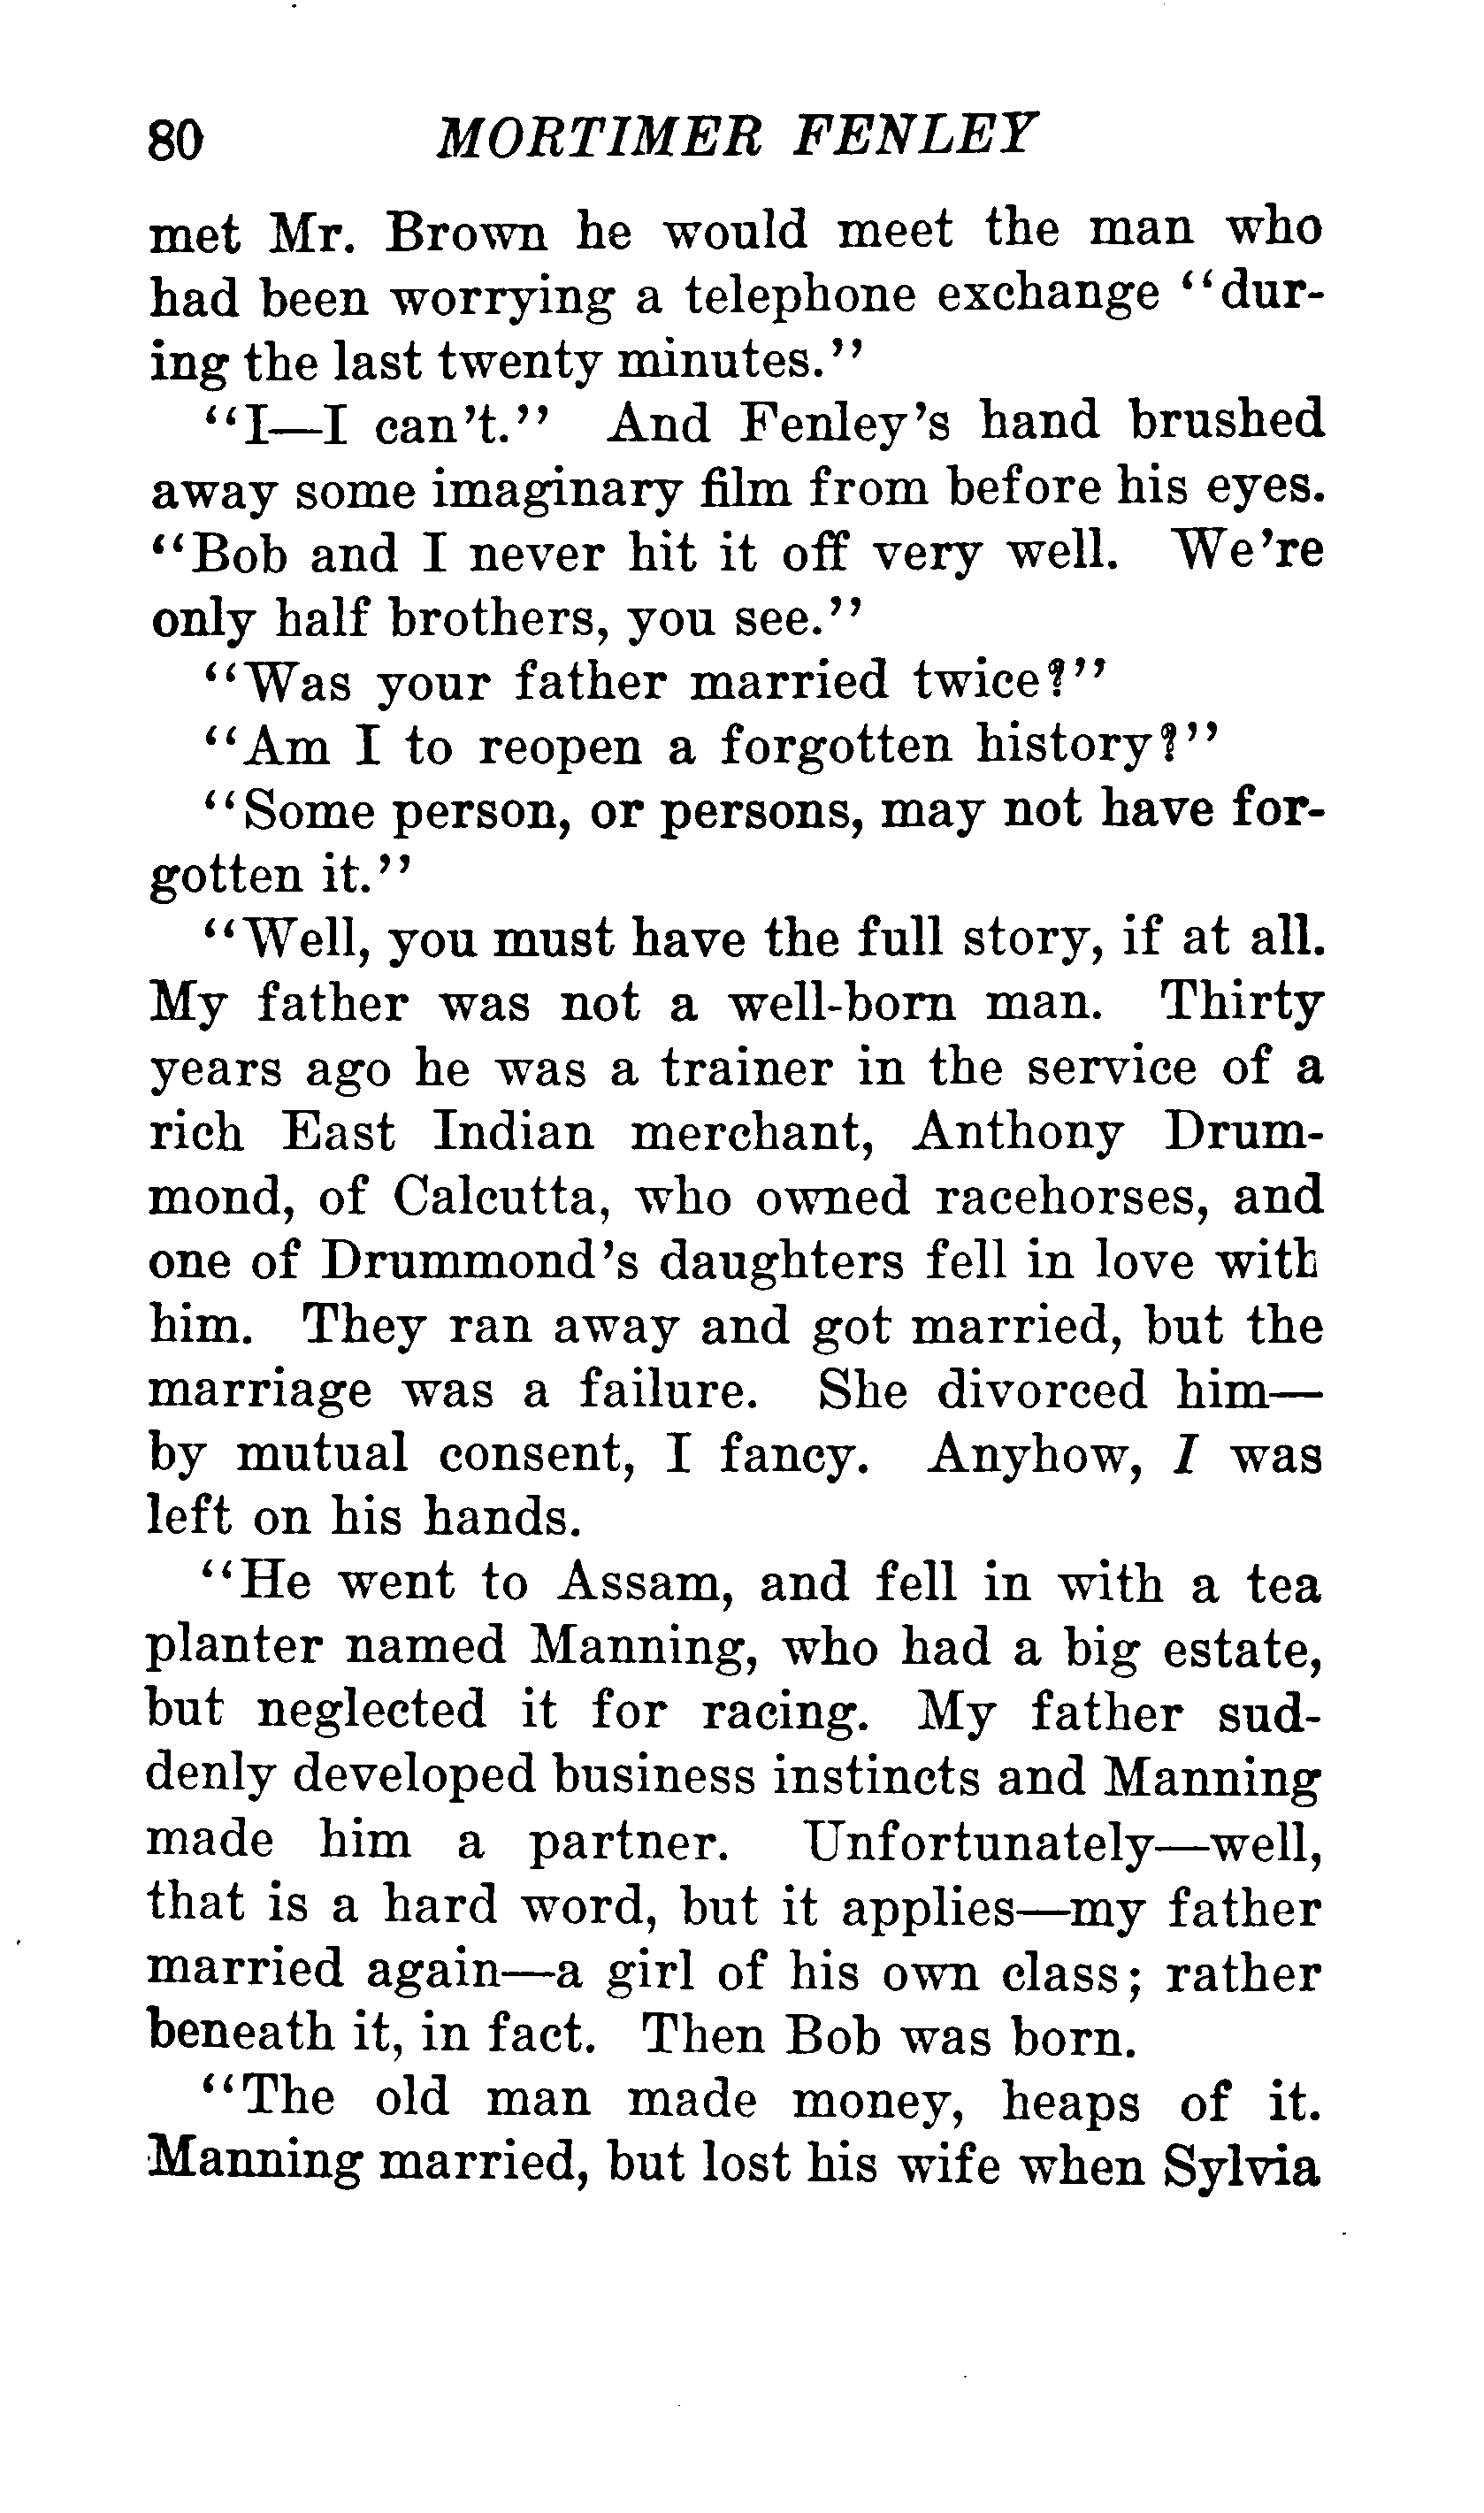 80 MORTIMER FENLEY
met Mr. Brown he would meet the man who
had been worrying a telephone exchange "dur-
ing the last twenty minutes."
"I—I can't." And Fenley's hand brushed
away some imaginary film from before his eyes.
"Bob and I never hit it off very well. We're
only half brothers, you see."
"Was your father married twice?"
"Am I to reopen a forgotten history?"
"Some person, or persons, may not have for-
gotten it."
"Well, you must have the full story, if at all.
My father was not a well-born man. Thirty
years ago he was a trainer in the service of a
rich East Indian merchant, Anthony Drum-
mond, of Calcutta, who owned racehorses, and
one of Drummond's daughters fell in love with
him. They ran away and got married, but the
marriage was a failure. She divorced him—
by mutual consent, I fancy. Anyhow, I was
left on his hands.
"He went to Assam, and fell in with a tea
planter named Manning, who had a big estate,
but neglected it for racing. My father sud-
denly developed business instincts and Manning
made him a partner. Unfortunately—well,
that is a hard word, but it applies—my father
married again—a girl of his own class; rather
beneath it, in fact. Then Bob was born.
"The old man made money, heaps of it.
Manning married, but lost his wife when Sylvia